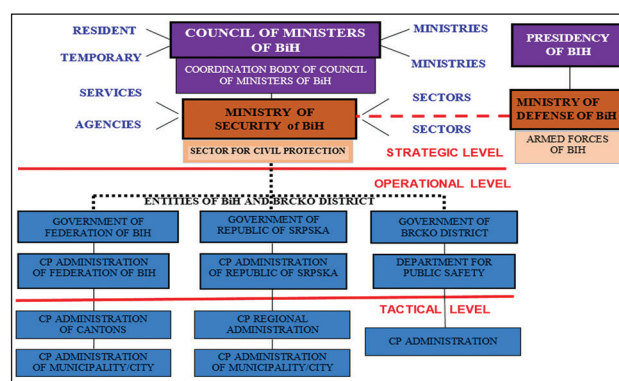 RESIDENT
TEMPORARY
COUNCIL OF MINISTERS
OF BiH
COORDINATION BODY OF COUNCIL
OF MINISTERS OF BiH
MINISTRIES
MINISTRIES
PRESIDENCY
OF BIH
SERVICES
AGENCIES
MINISTRY OF
SECURITY of BiH
SECTOR FOR CIVIL PROTECTION
SECTORS
SECTORS
MINISTRY OF
DEFENSE OF BiH
ARMED FORCES
OF BIH
STRATEGIC LEVEL
OPERATIONAL LEVEL
ENTITIES OF BiH AND BRCKO DISTRICT
GOVERNMENT OF
FEDERATION OF BIH
GOVERNMENT OF
REPUBLIC OF SRPSKA
GOVERNMENT OF
BRCKO DISTRICT
CP ADMINISTRATION
OF FEDERATION OF BIH
CP ADMINISTRATION
OF REPUBLIC OF SRPSKA
DEPARTMENT FOR
PUBLIC SAFETY
TACTICAL LEVEL
CP ADMINISTRATION
OF CANTONS
CP REGIONAL
ADMINISTRATION
CP ADMINISTRATION
CP ADMINISTRATION
OF MUNICIPALITY/CITY
CP ADMINISTRATION
OF MUNICIPALITY/CITY